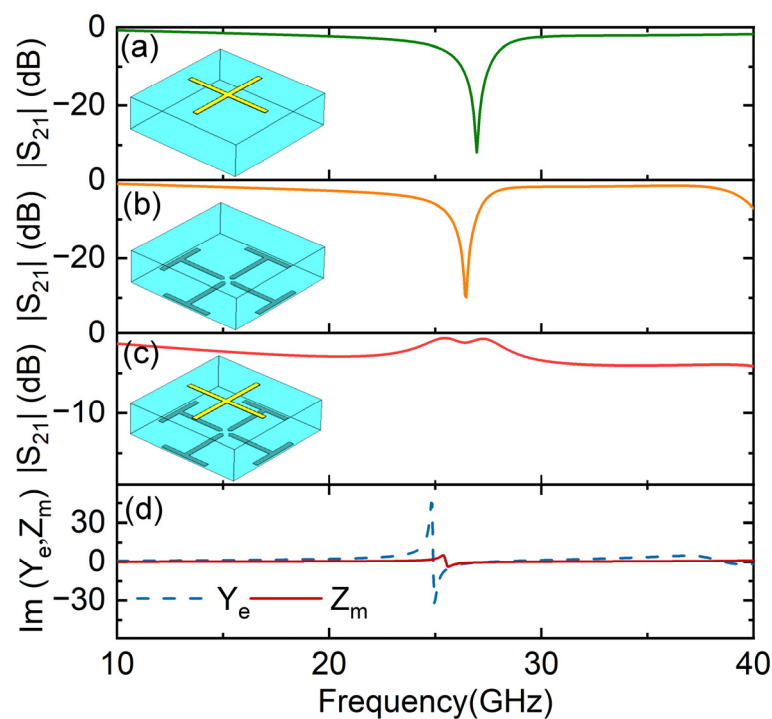 (a)
|S21| (dB)
0
−20
(b)
|S21| (dB)
0
−20
(c)
|S21| (dB)
0
−10
(d)
Im (Ye,Zm)
30
0
−30
Ye Zm
10 20 30 40
Frequency(GHz)